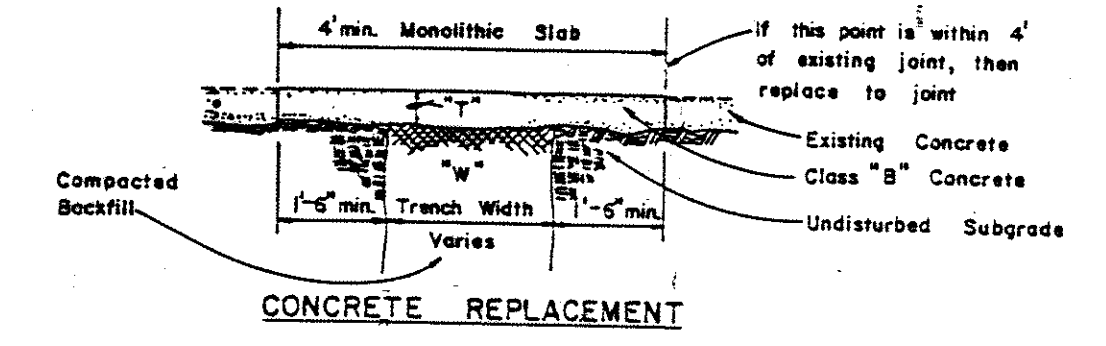 4' min. Monolithic Slab
If this point is within 4'
of existing joint, then
replace to joint
"T"
Existing Concrete
"W"
Class "B" Concrete
Compacted
Backfill
1'-6" min.
Trench Width
1'-6" min.
Undisturbed Subgrade
Varies
CONCRETE REPLACEMENT